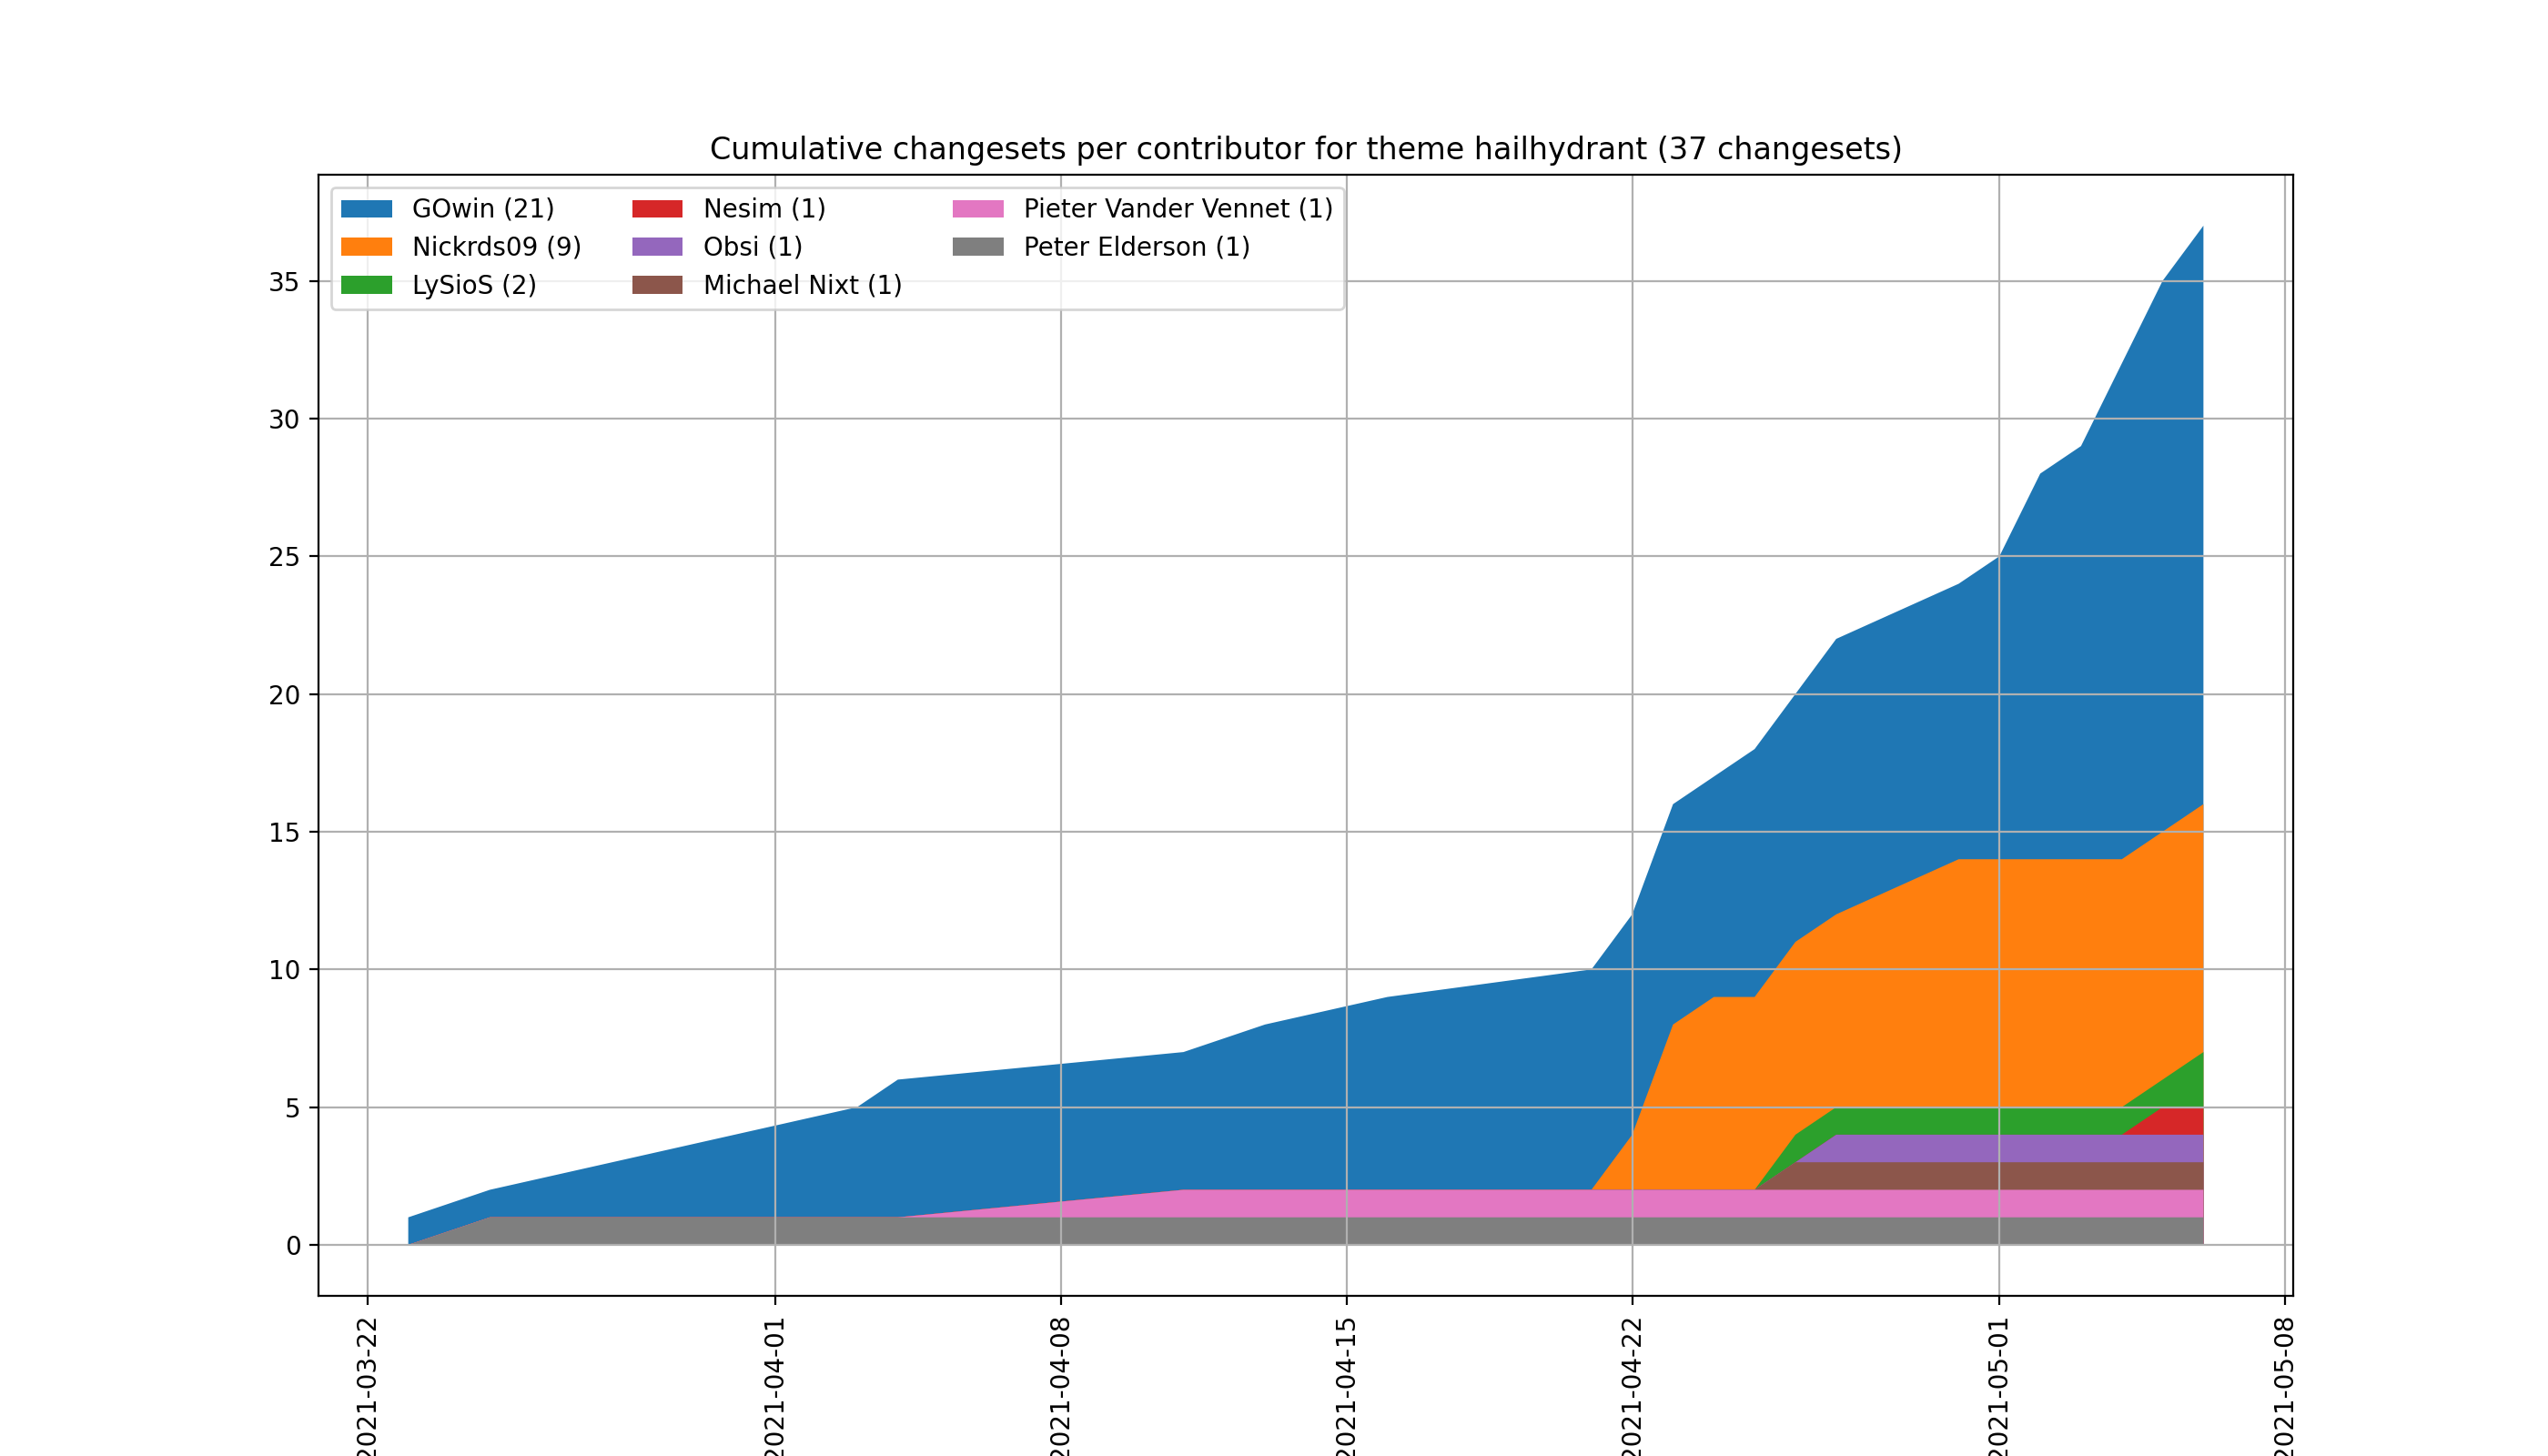 Cumulative changesets per contributor for theme hailhydrant (37 changesets)
GOwin (21)
Nickrds09 (9)
LySioS (2)
Nesim (1)
Obsi (1)
Michael Nixt (1)
Pieter Vander Vennet (1)
Peter Elderson (1)
35
30
25
20
15
10
5
0
2021-03-22
2021-04-01
2021-04-08
2021-04-15
2021-04-22
2021-05-01
2021-05-08